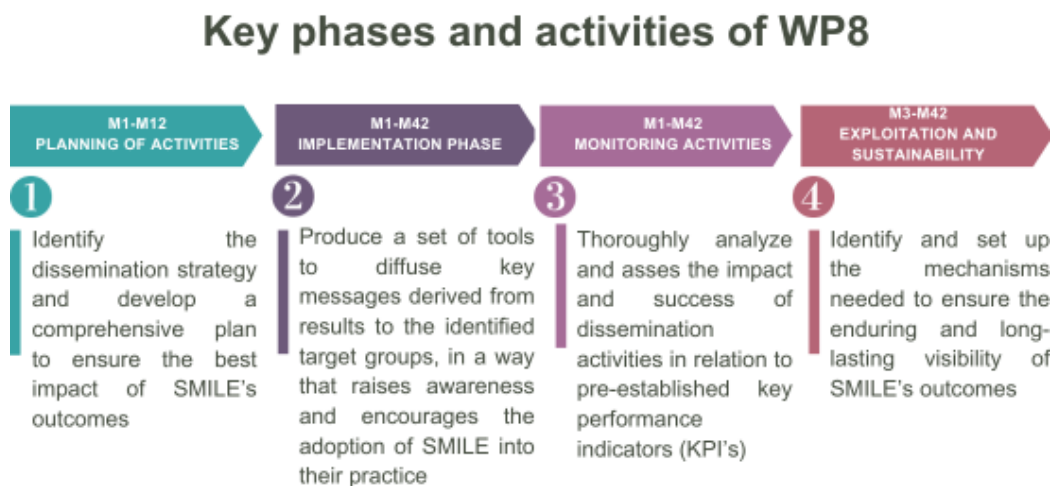 Key phases and activities of WP8
M1-M12
PLANNING OF ACTIVITIES
1
Identify the
dissemination strategy
and develop a
comprehensive plan
to ensure the best
impact of SMILE's
outcomes
M1-M42
IMPLEMENTATION PHASE
2
Produce a set of tools
to diffuse key
messages derived from
results to the identified
target groups, in a way
that raises awareness
and encourages the
adoption of SMILE into
their practice
M1-M42
MONITORING ACTIVITIES
3
Thoroughly analyze
and asses the impact
and success of
dissemination
activities in relation to
pre-established key
performance
indicators (KPI's)
M3-M42
EXPLOITATION AND
SUSTAINABILITY
4
Identify and set up
the mechanisms
needed to ensure the
enduring and long-
lasting visibility of
SMILE's outcomes